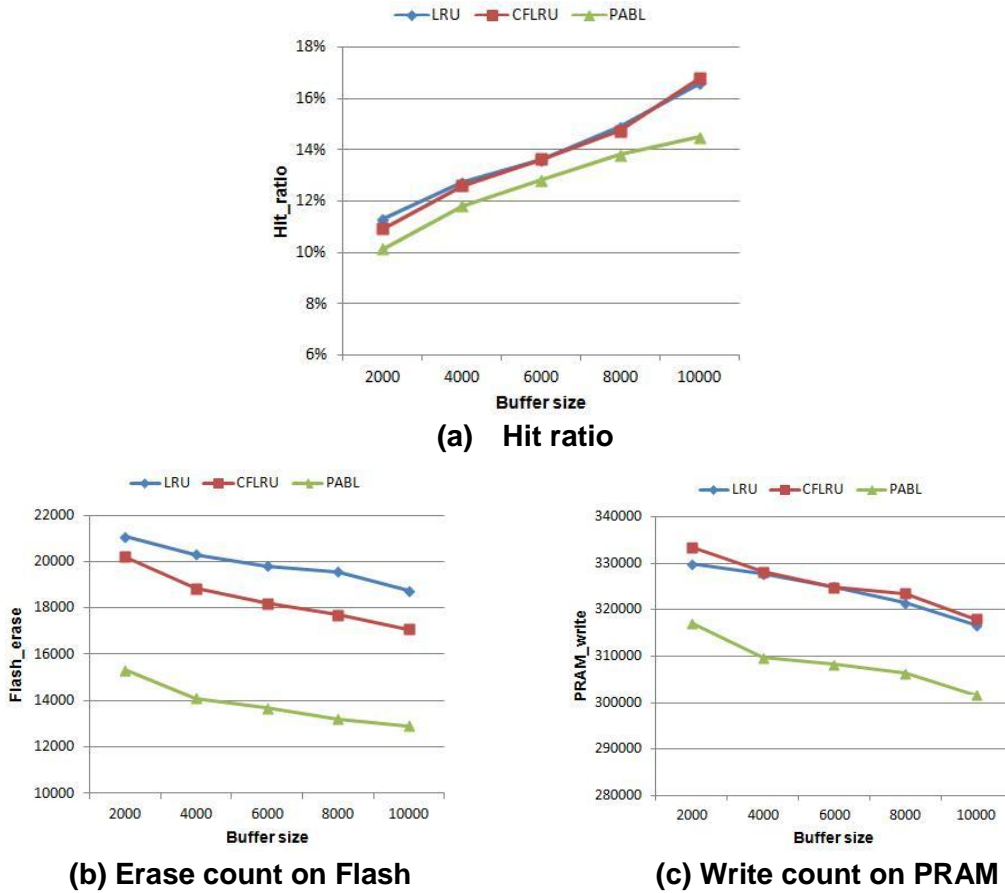 LRU CFLRU PABL
18%
16%
14%
12%
10%
8%
6%
Hit_ratio
2000 4000 6000 8000 10000
Buffer size
(a) Hit ratio
LRU CFLRU PABL
22000
20000
18000
16000
14000
12000
10000
Flash_erase
2000 4000 6000 8000 10000
Buffer size
(b) Erase count on Flash
LRU CFLRU PABL
340000
330000
320000
310000
300000
290000
280000
PRAM_write
2000 4000 6000 8000 10000
Buffer size
(c) Write count on PRAM